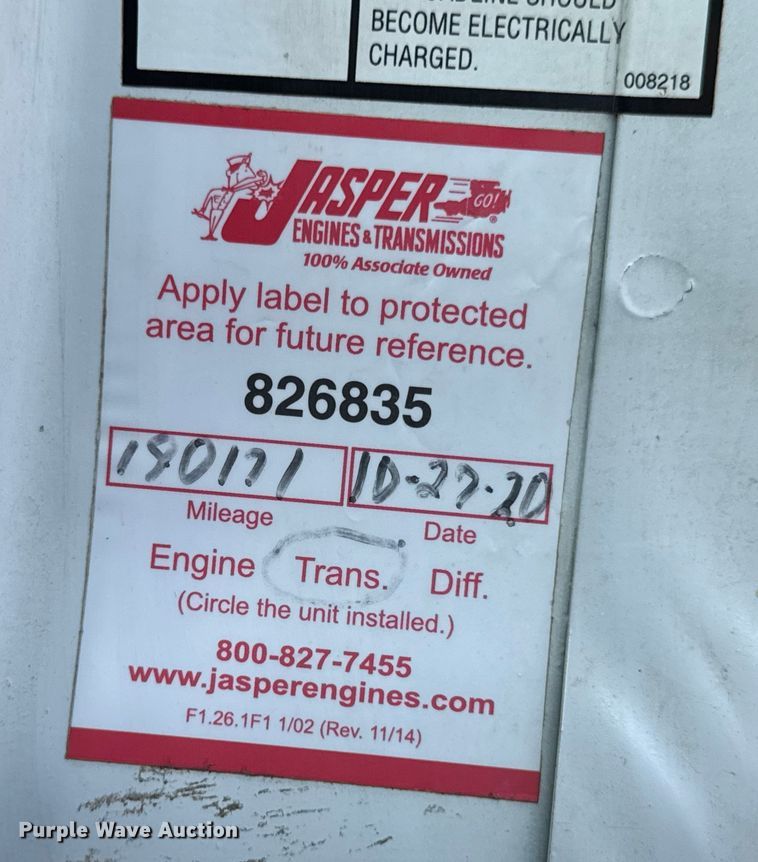 BECOME ELECTRICALLY
CHARGED.
008218
JASPER
GO!
ENGINES & TRANSMISSIONS
100% Associate Owned
Apply label to protected
area for future reference.
826835
180171 10-27-20
Mileage Date
Engine Trans. Diff.
(Circle the unit installed.)
800-827-7455
www.jasperengines.com
F1.26.1F1 1/02 (Rev. 11/14)
Purple Wave Auction